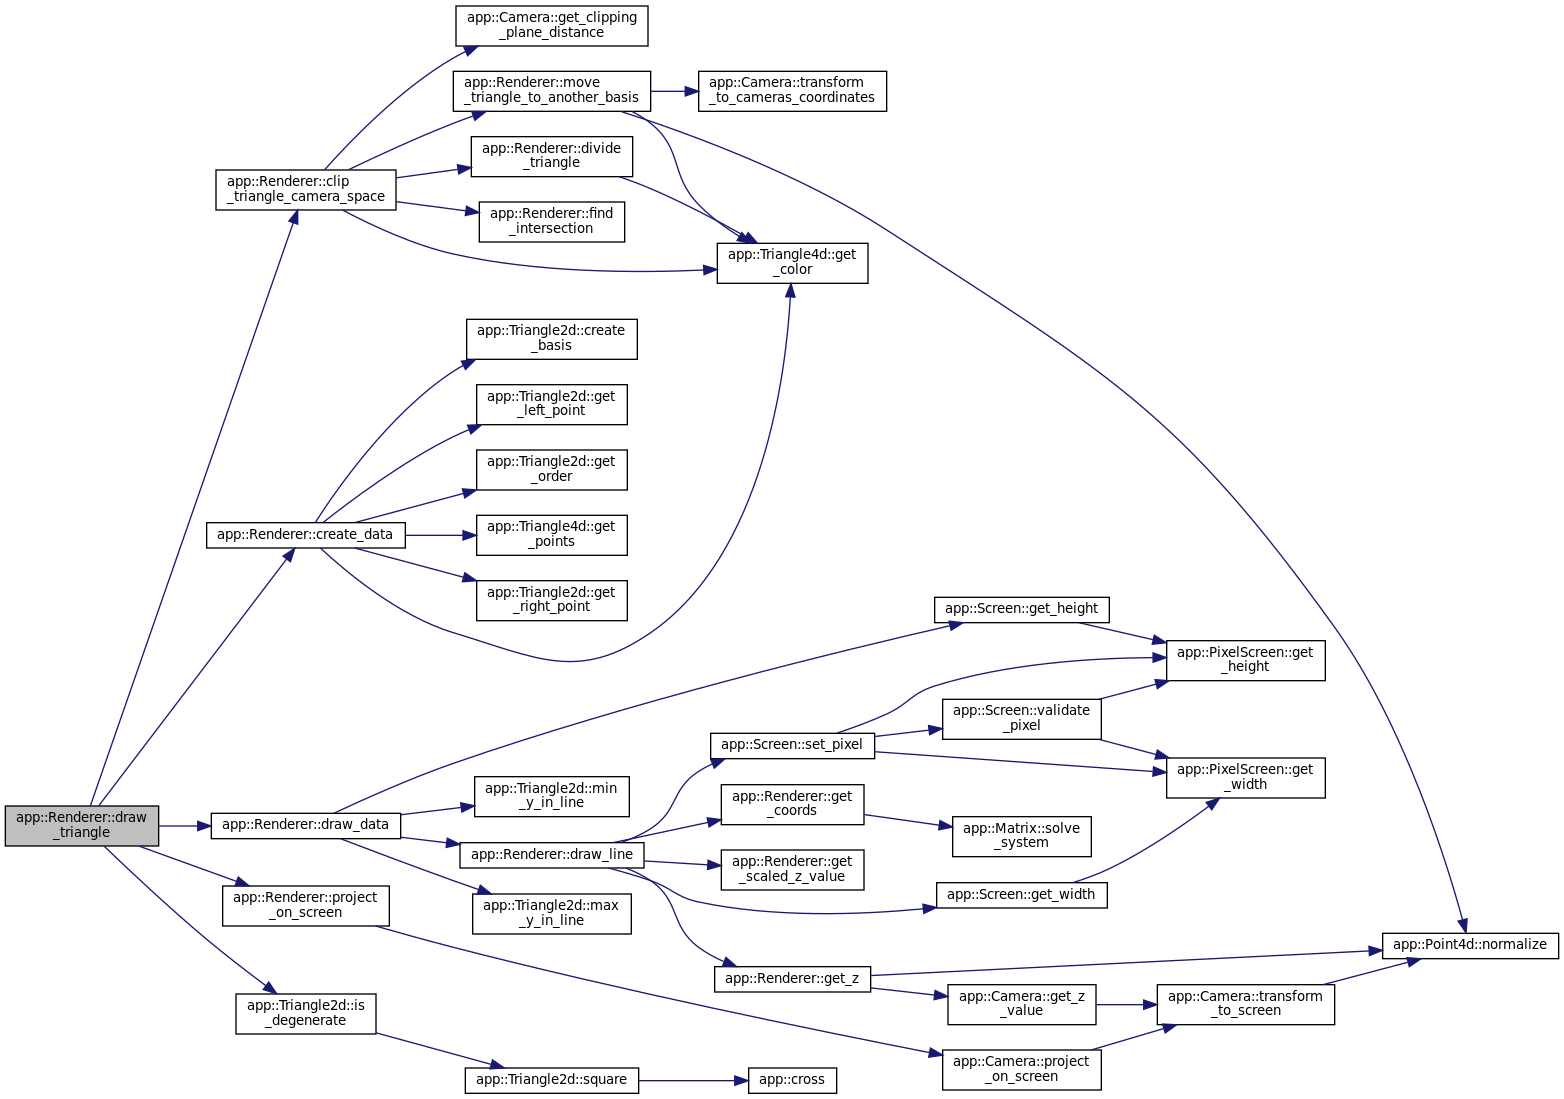 app::Camera::get_clipping
_plane_distance
app::Renderer::move
_triangle_to_another_basis
app::Camera::transform
_to_cameras_coordinates
app::Renderer::divide
_triangle
app::Renderer::clip
_triangle_camera_space
app::Renderer::find
_intersection
app::Triangle4d::get
_color
app::Triangle2d::create
_basis
app::Triangle2d::get
_left_point
app::Triangle2d::get
_order
app::Renderer::create_data
app::Triangle4d::get
_points
app::Triangle2d::get
_right_point
app::Screen::get_height
app::PixelScreen::get
_height
app::Screen::validate
_pixel
app::Screen::set_pixel
app::PixelScreen::get
_width
app::Triangle2d::min
_y_in_line
app::Renderer::get
_coords
app::Renderer::draw
_triangle
app::Renderer::draw_data
app::Matrix::solve
_system
app::Renderer::draw_line
app::Renderer::get
_scaled_z_value
app::Screen::get_width
app::Renderer::project
_on_screen
app::Triangle2d::max
_y_in_line
app::Point4d::normalize
app::Renderer::get_z
app::Camera::get_z
_value
app::Camera::transform
_to_screen
app::Triangle2d::is
_degenerate
app::Camera::project
_on_screen
app::Triangle2d::square
app::cross